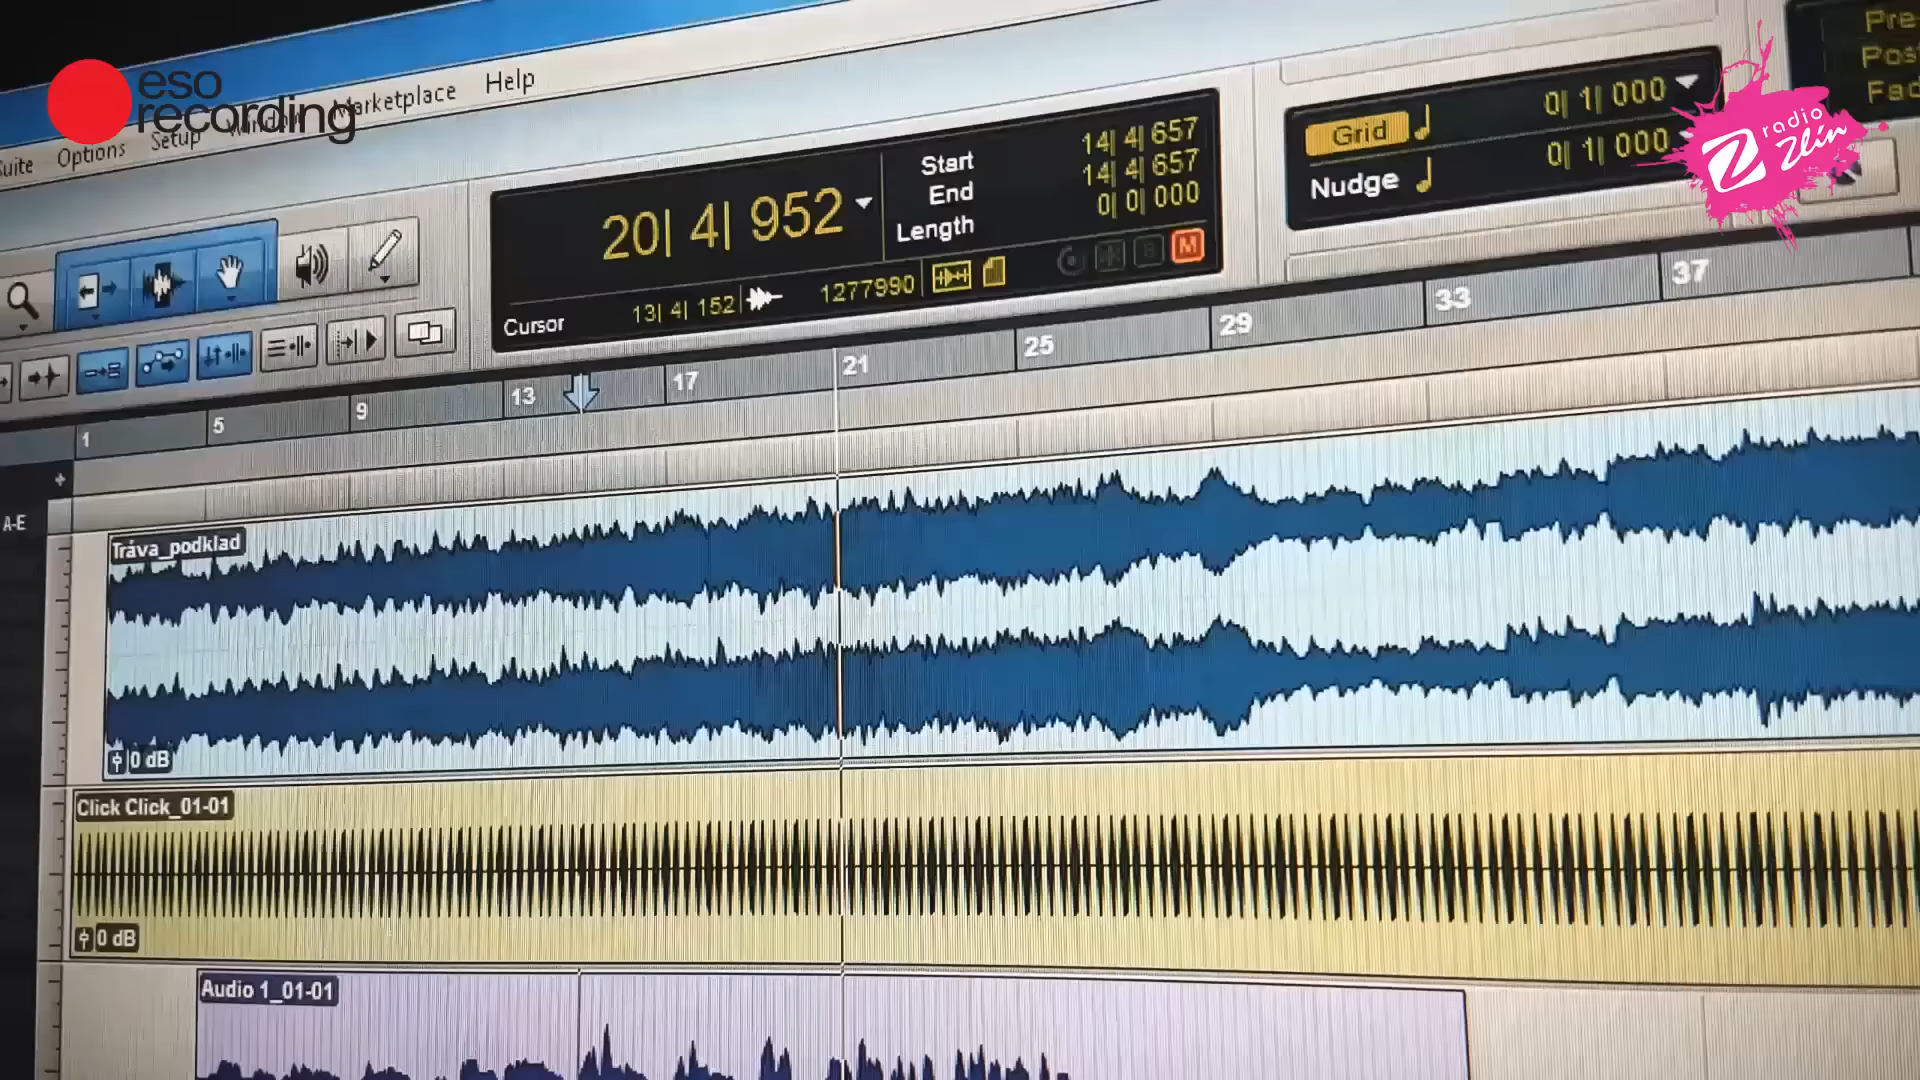 eso
recording
Marketplace
Help
Options
Setup
radio
Zlín
20| 4| 952
Start 14| 4| 657
End 14| 4| 657
Length 0| 0| 000
Cursor 13| 4| 152 1277990
M
Grid 0| 1| 000
Nudge 0| 1| 000
1 5 9 13 17 21 25 29 33 37
A-E
Tráva_podklad
0 dB
Click Click_01-01
0 dB
Audio 1_01-01